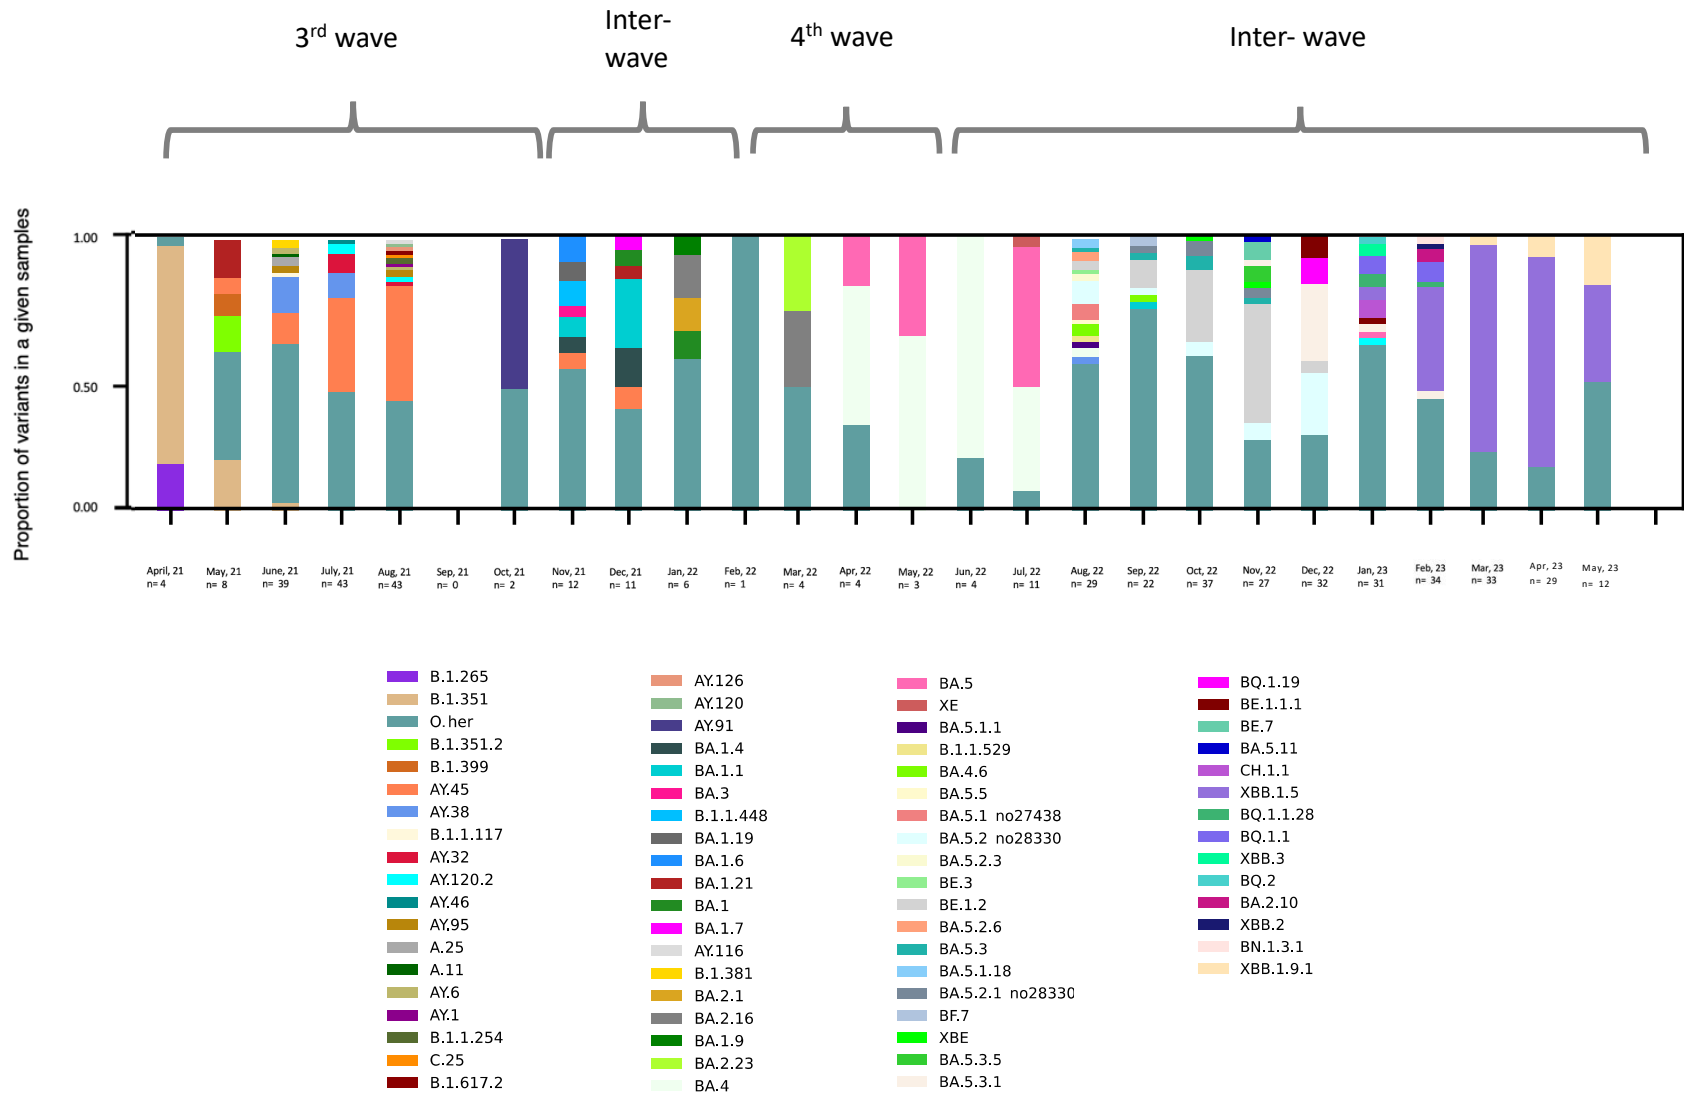 3rd wave
Inter-
wave
4th wave
Inter- wave
Proportion of variants in a given samples
1.00
0.50
0.00
April, 21
n= 4
May, 21
n= 8
June, 21
n= 39
July, 21
n= 43
Aug, 21
n= 43
Sep, 21
n= 0
Oct, 21
n= 2
Nov, 21
n= 12
Dec, 21
n= 11
Jan, 22
n= 6
Feb, 22
n= 1
Mar, 22
n= 4
Apr, 22
n= 4
May, 22
n= 3
Jun, 22
n= 4
Jul, 22
n= 11
Aug, 22
n= 29
Sep, 22
n= 22
Oct, 22
n= 37
Nov, 22
n= 27
Dec, 22
n= 32
Jan, 23
n= 31
Feb, 23
n= 34
Mar, 23
n= 33
Apr, 23
n= 29
May, 23
n= 12
B.1.265
B.1.351
O.her
B.1.351.2
B.1.399
AY.45
AY.38
B.1.1.117
AY.32
AY.120.2
AY.46
AY.95
A.25
A.11
AY.6
AY.1
B.1.1.254
C.25
B.1.617.2
AY.126
AY.120
AY.91
BA.1.4
BA.1.1
BA.3
B.1.1.448
BA.1.19
BA.1.6
BA.1.21
BA.1
BA.1.7
AY.116
B.1.381
BA.2.1
BA.2.16
BA.1.9
BA.2.23
BA.4
BA.5
XE
BA.5.1.1
B.1.1.529
BA.4.6
BA.5.5
BA.5.1 no27438
BA.5.2 no28330
BA.5.2.3
BE.3
BE.1.2
BA.5.2.6
BA.5.3
BA.5.1.18
BA.5.2.1 no28330
BF.7
XBE
BA.5.3.5
BA.5.3.1
BQ.1.19
BE.1.1.1
BE.7
BA.5.11
CH.1.1
XBB.1.5
BQ.1.1.28
BQ.1.1
XBB.3
BQ.2
BA.2.10
XBB.2
BN.1.3.1
XBB.1.9.1